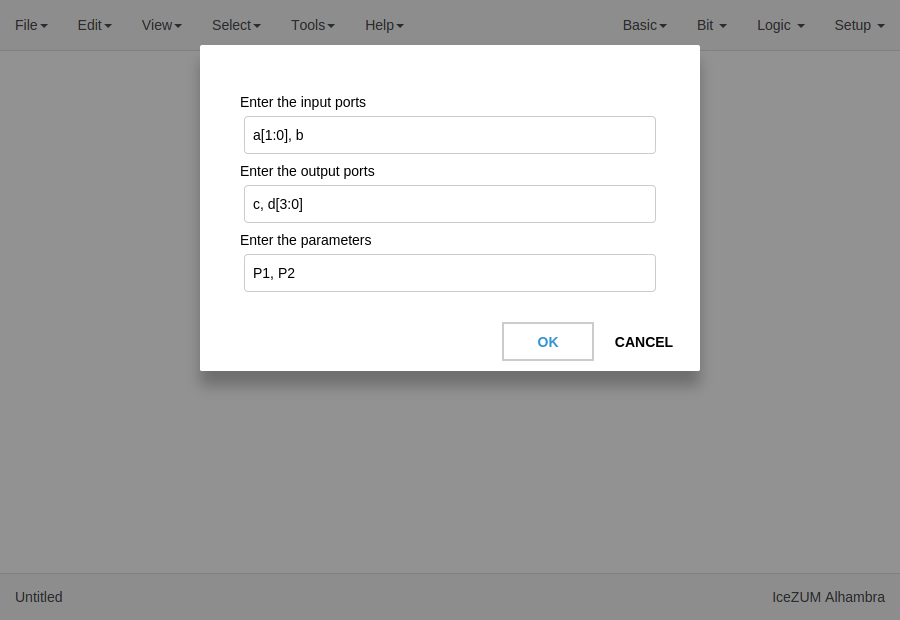 File Edit View Select Tools Help Basic Bit Logic Setup
Enter the input ports
a[1:0], b
Enter the output ports
c, d[3:0]
Enter the parameters
P1, P2
OK CANCEL
Untitled IceZUM Alhambra